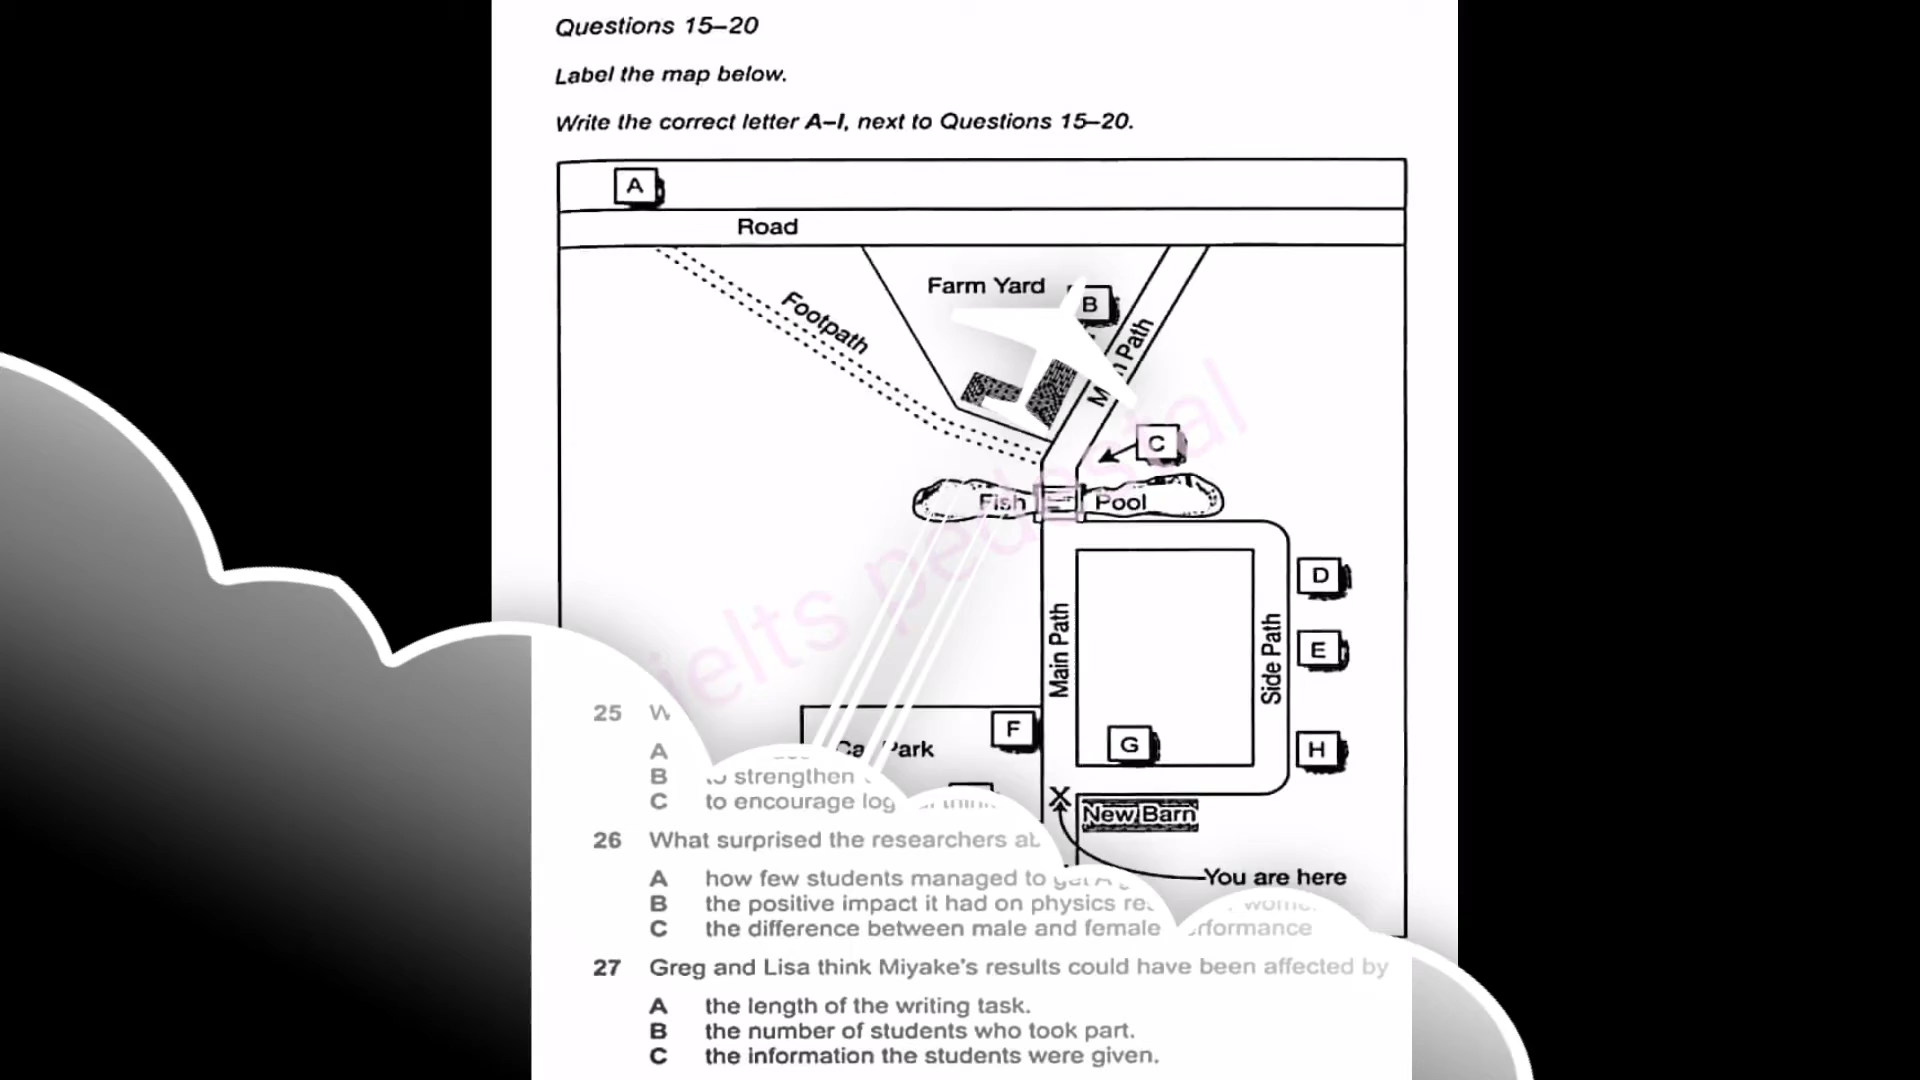 Questions 15–20
Label the map below.
Write the correct letter A–I, next to Questions 15–20.
A
Road
Farm Yard
B
Footpath
Path
C
Fish
Pool
ielts pedestal
D
Main Path
Side Path
E
F
G
H
Park
New Barn
You are here
25
A
B strengthen
C to encourage
26 What surprised the researchers
A how few students managed to
B the positive impact it had on physics
C the difference between male and female
27 Greg and Lisa think Miyake's results could have been affected by
A the length of the writing task.
B the number of students who took part.
C the information the students were given.